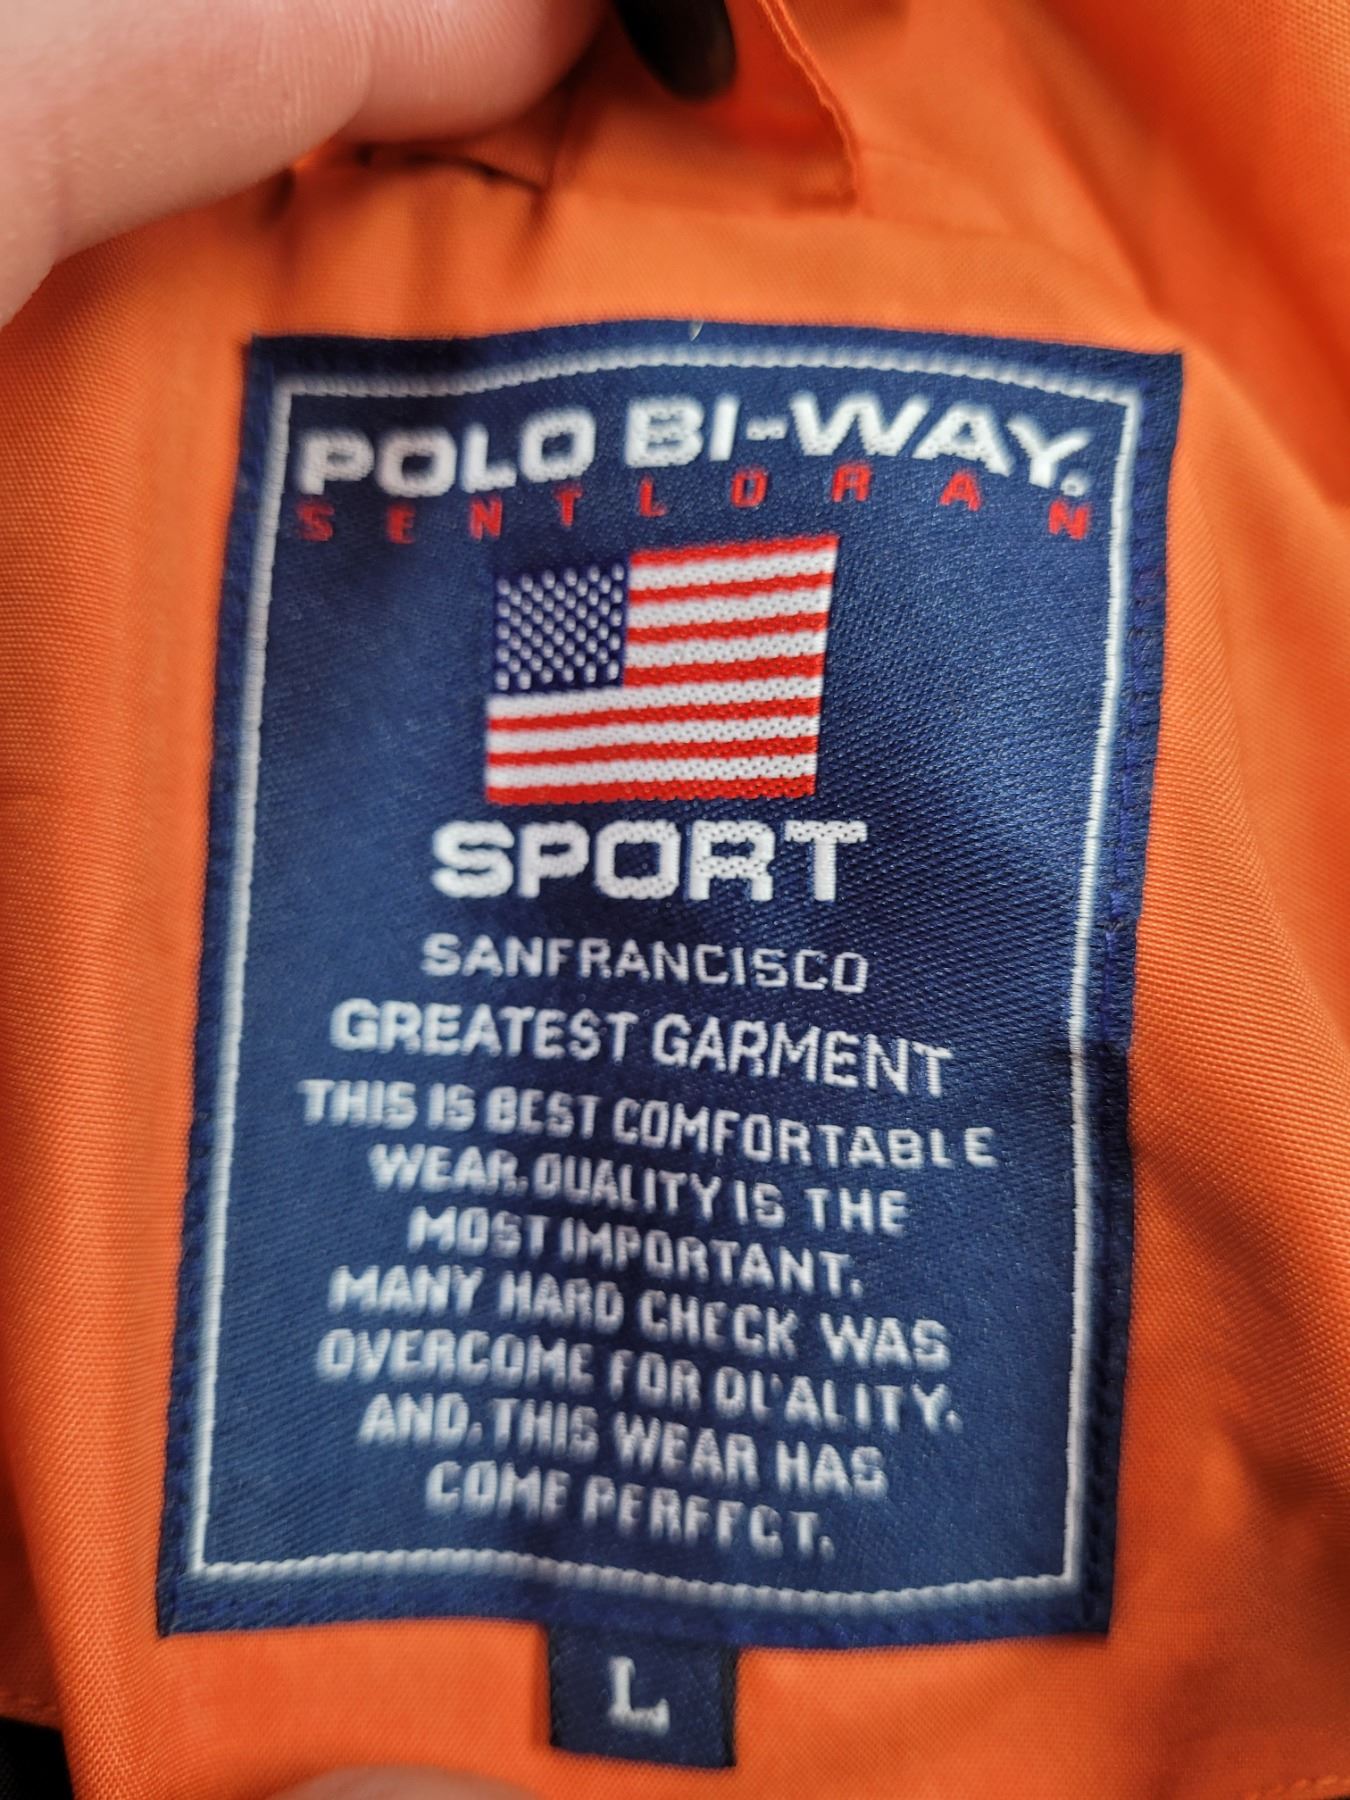 POLO BI-WAY.
SENTLORAN
SPORT
SANFRANCISCO
GREATEST GARMENT
THIS IS BEST COMFORTABLE
WEAR. QUALITY IS THE
MOST IMPORTANT.
MANY HARD CHECK WAS
OVERCOME FOR QUALITY.
AND, THIS WEAR HAS
COME PERFECT.
L